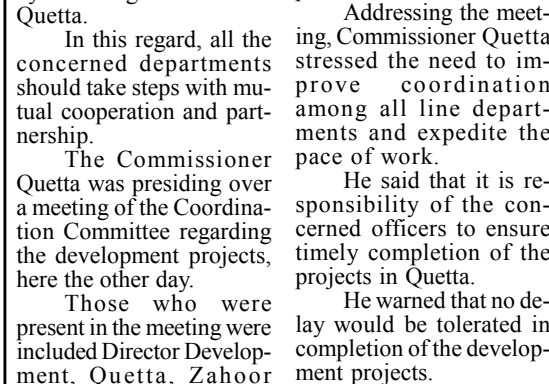 Quetta.
In this regard, all the
concerned departments
should take steps with mu-
tual cooperation and part-
nership.
The Commissioner
Quetta was presiding over
a meeting of the Coordina-
tion Committee regarding
the development projects,
here the other day.
Those who were
present in the meeting were
included Director Develop-
ment, Quetta, Zahoor
Addressing the meet-
ing, Commissioner Quetta
stressed the need to im-
prove coordination
among all line depart-
ments and expedite the
pace of work.
He said that it is re-
sponsibility of the con-
cerned officers to ensure
timely completion of the
projects in Quetta.
He warned that no de-
lay would be tolerated in
completion of the develop-
ment projects.